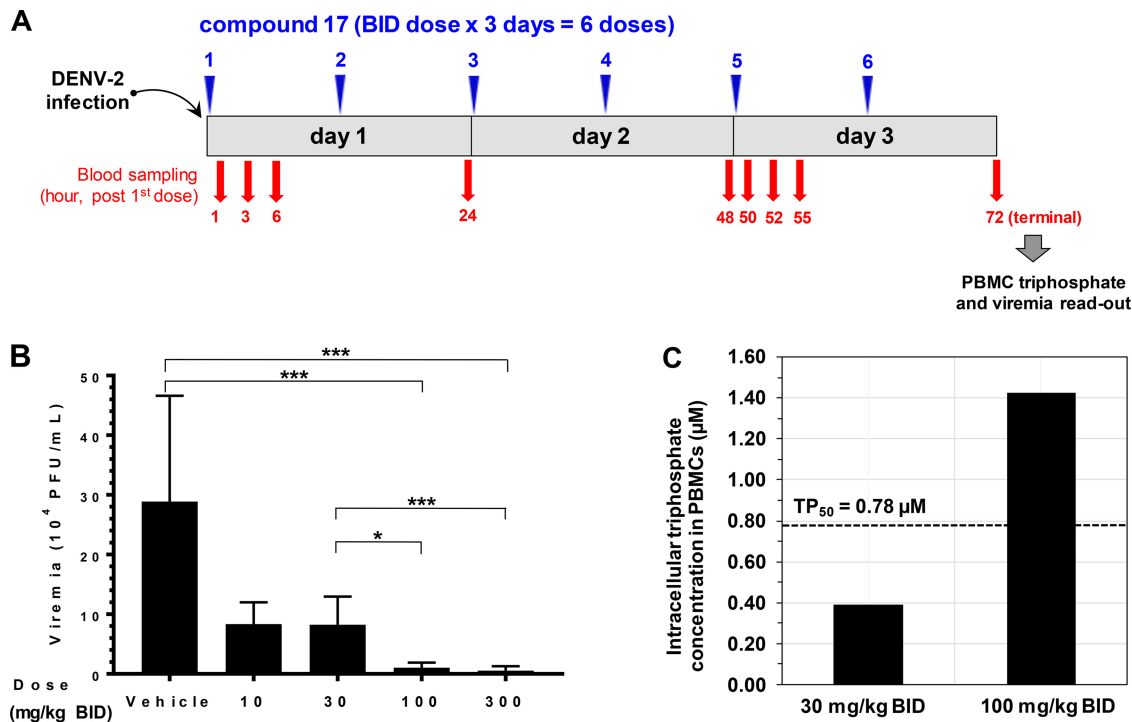 A
compound 17 (BID dose x 3 days = 6 doses)
1 2 3 4 5 6
DENV-2
infection
day 1 day 2 day 3
Blood sampling
(hour, post 1st dose)
1 3 6 24 48 50 52 55 72 (terminal)
PBMC triphosphate
and viremia read-out
B
***
***
***
*
Viremia (10^4 PFU/mL)
50
40
30
20
10
0
Dose
(mg/kg BID)
Vehicle 10 30 100 300
C
Intracellular triphosphate
concentration in PBMCs (µM)
1.60
1.40
1.20
1.00
0.80
0.60
0.40
0.20
0.00
TP50 = 0.78 µM
30 mg/kg BID 100 mg/kg BID